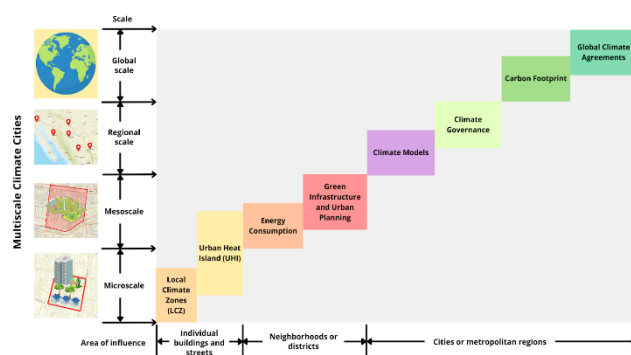 Scale
Global
scale
Regional
scale
Mesoscale
Microscale
Multiscale Climate Cities
Global Climate
Agreements
Carbon Footprint
Climate
Governance
Climate Models
Green
Infrastructure
and Urban
Planning
Energy
Consumption
Urban Heat
Island (UHI)
Local
Climate
Zones
(LCZ)
Area of influence
Individual
buildings and
streets
Neighborhoods or
districts
Cities or metropolitan regions